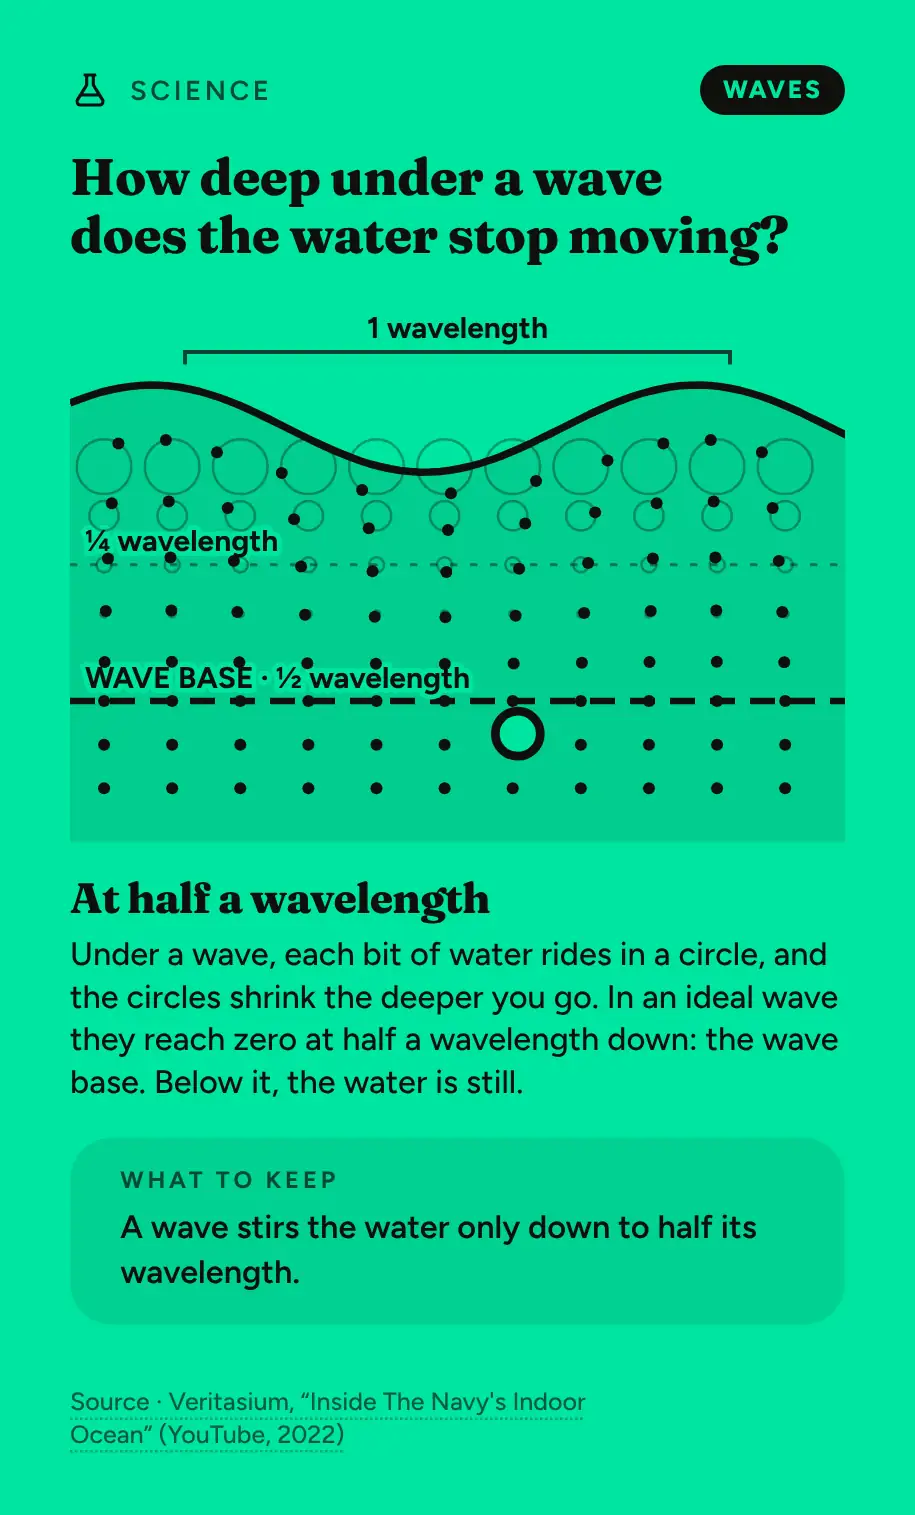 SCIENCE
WAVES
How deep under a wave
does the water stop moving?
1 wavelength
¼ wavelength
WAVE BASE · ½ wavelength
At half a wavelength
Under a wave, each bit of water rides in a circle, and
the circles shrink the deeper you go. In an ideal wave
they reach zero at half a wavelength down: the wave
base. Below it, the water is still.
WHAT TO KEEP
A wave stirs the water only down to half its
wavelength.
Source · Veritasium, “Inside The Navy's Indoor
Ocean” (YouTube, 2022)